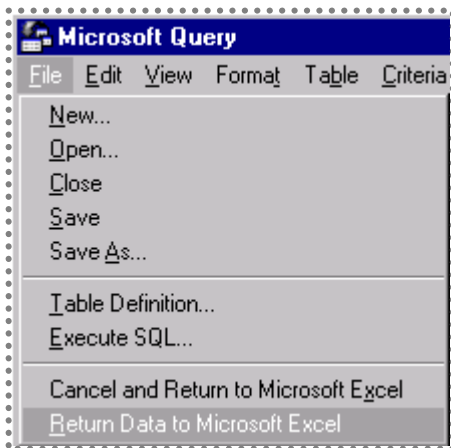 Microsoft Query
File Edit View Format Table Criteria
New...
Open...
Close
Save
Save As...
Table Definition...
Execute SQL...
Cancel and Return to Microsoft Excel
Return Data to Microsoft Excel